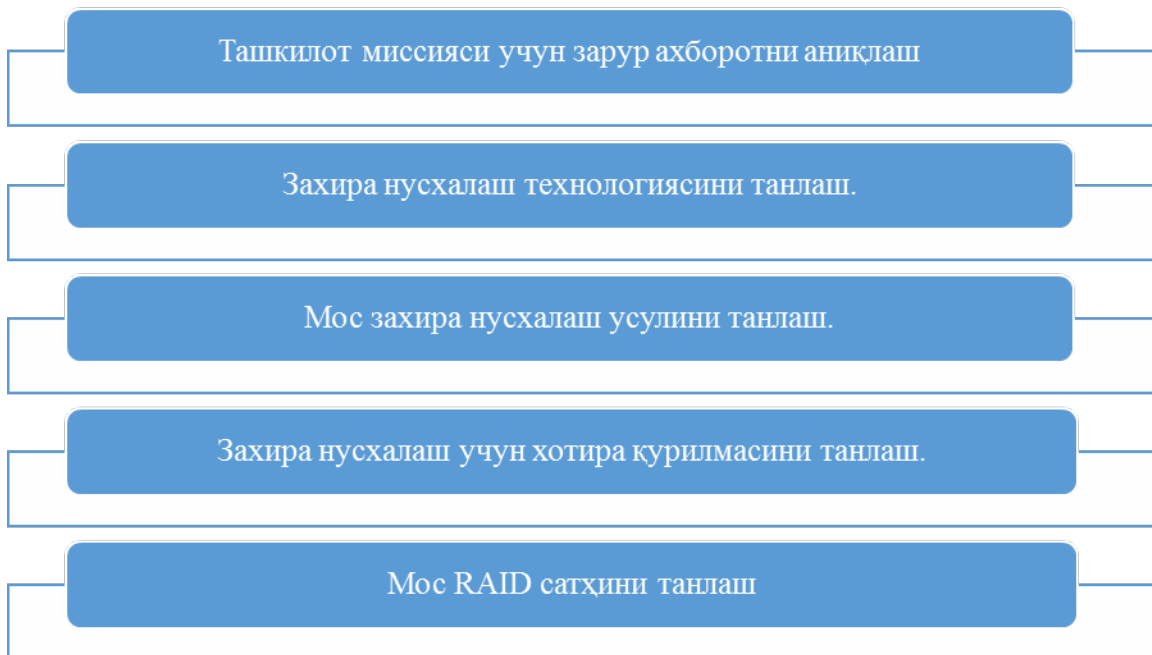 Ташкилот миссияси учун зарур ахборотни аниқлаш
Захира нусхалаш технологиясини танлаш.
Мос захира нусхалаш усулини танлаш.
Захира нусхалаш учун хотира қурилмасини танлаш.
Мос RAID сатҳини танлаш